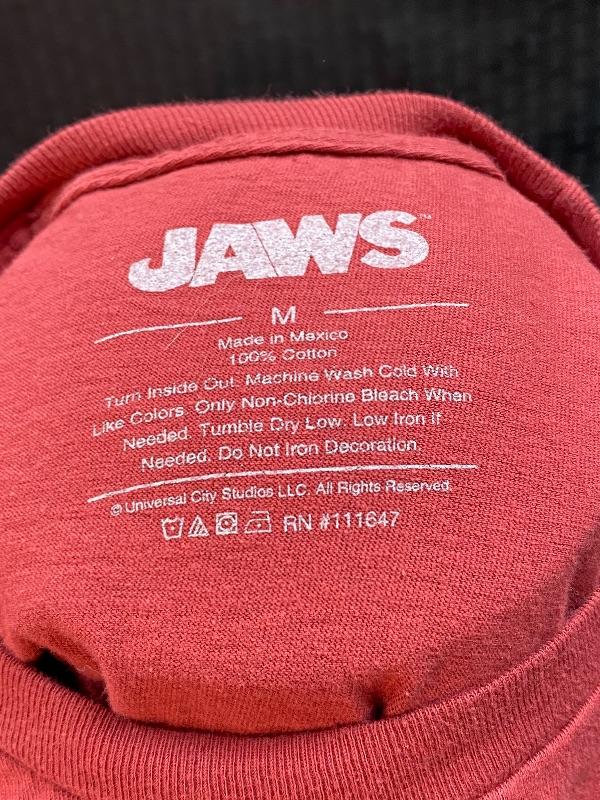 JAWS™
M
Made in Mexico
100% Cotton
Turn Inside Out. Machine Wash Cold With
Like Colors. Only Non-Chlorine Bleach When
Needed. Tumble Dry Low. Low Iron if
Needed. Do Not Iron Decoration.
© Universal City Studios LLC. All Rights Reserved.
RN #111647